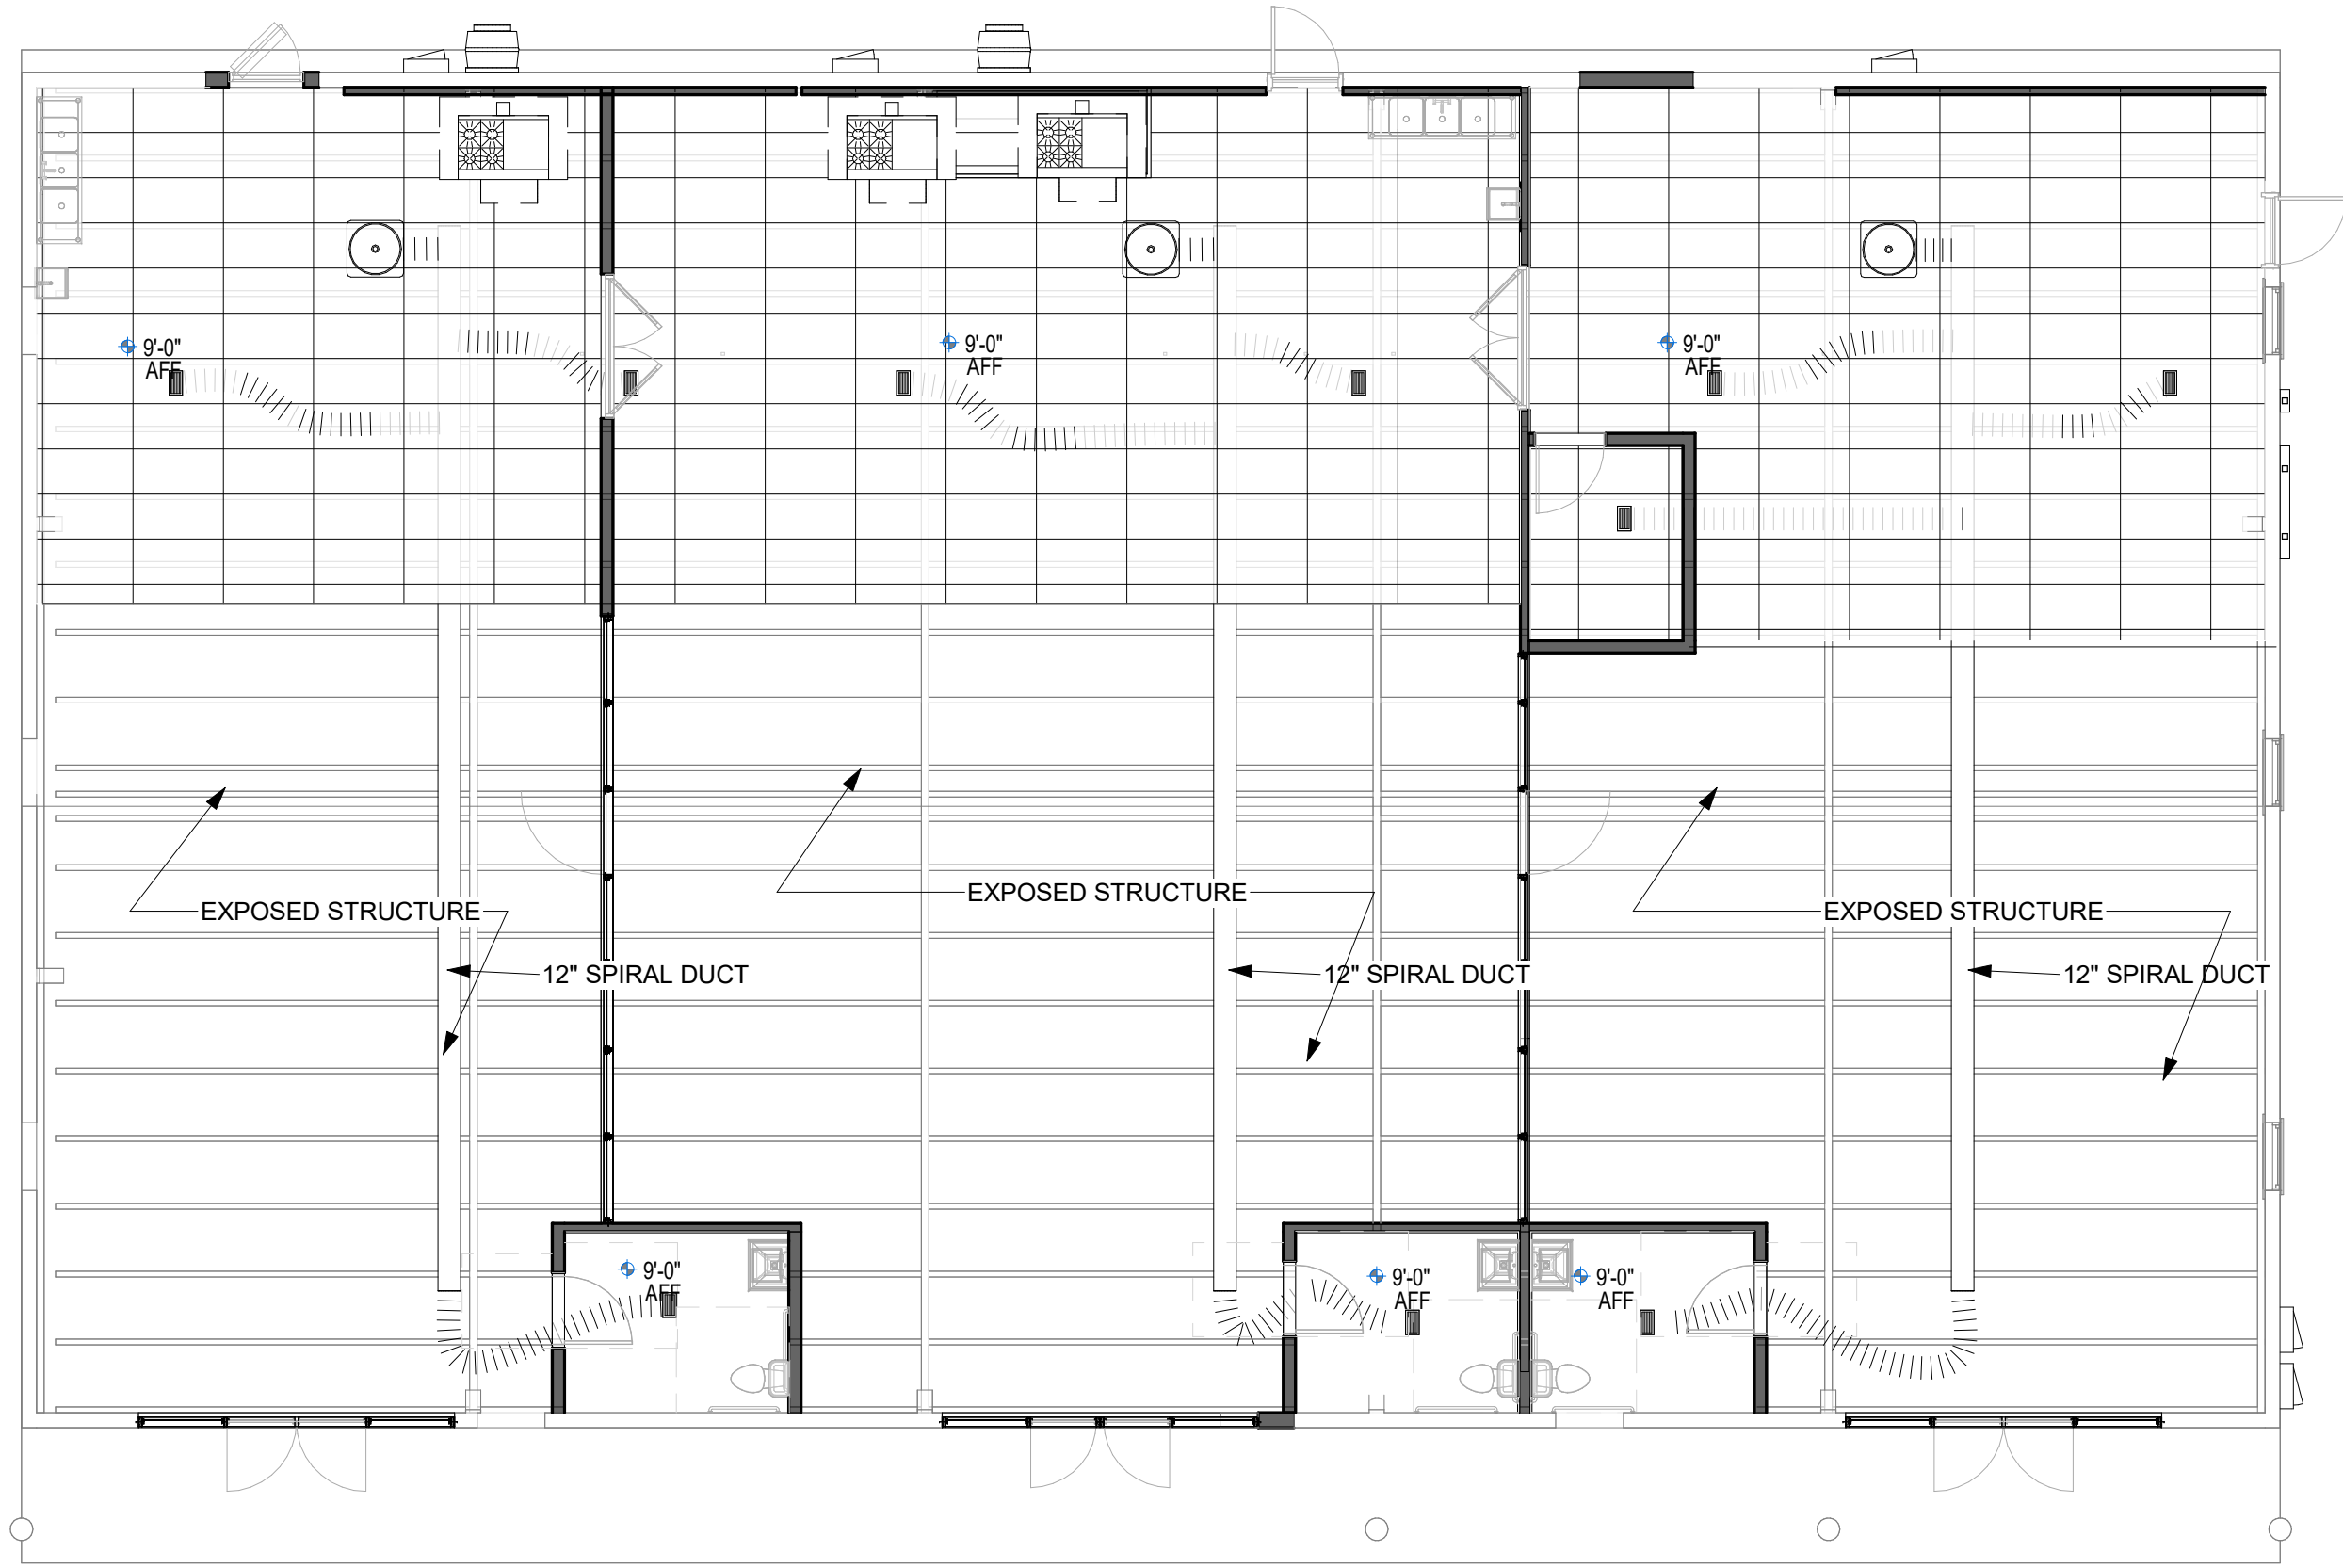 9'-0"
AFF
9'-0"
AFF
9'-0"
AFF
EXPOSED STRUCTURE
EXPOSED STRUCTURE
EXPOSED STRUCTURE
12" SPIRAL DUCT
12" SPIRAL DUCT
12" SPIRAL DUCT
9'-0"
AFF
9'-0"
AFF
9'-0"
AFF